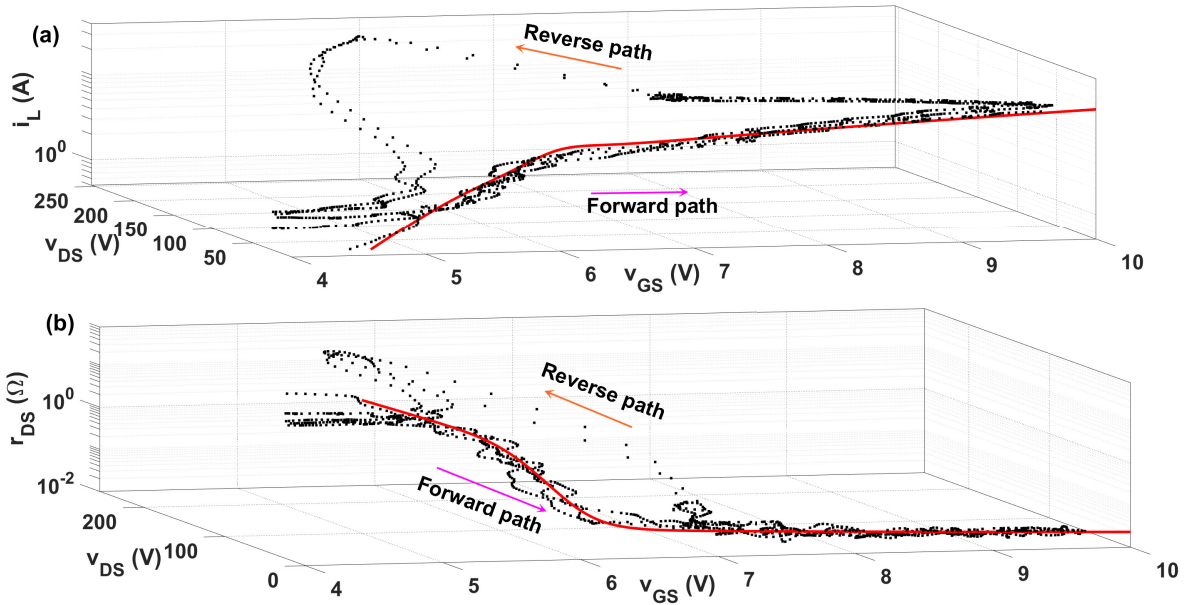 (a)
Reverse path
i_L (A)
10^0
250
200
150
100
50
v_DS (V)
Forward path
4
5
6
7
8
9
10
v_GS (V)
(b)
Reverse path
r_DS (Ω)
10^0
10^-2
Forward path
200
100
0
v_DS (V)
4
5
6
7
8
9
10
v_GS (V)